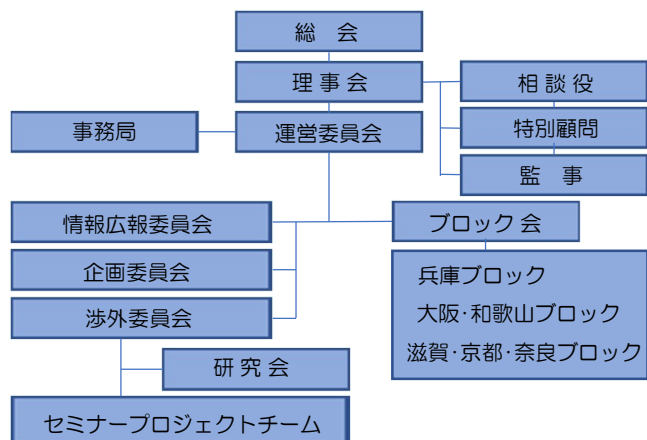 総　会
理 事 会
相 談 役
事務局
運営委員会
特別顧問
監　事
情報広報委員会
ブロック 会
企画委員会
渉外委員会
兵庫ブロック
大阪・和歌山ブロック
滋賀・京都・奈良ブロック
研 究 会
セミナープロジェクトチーム